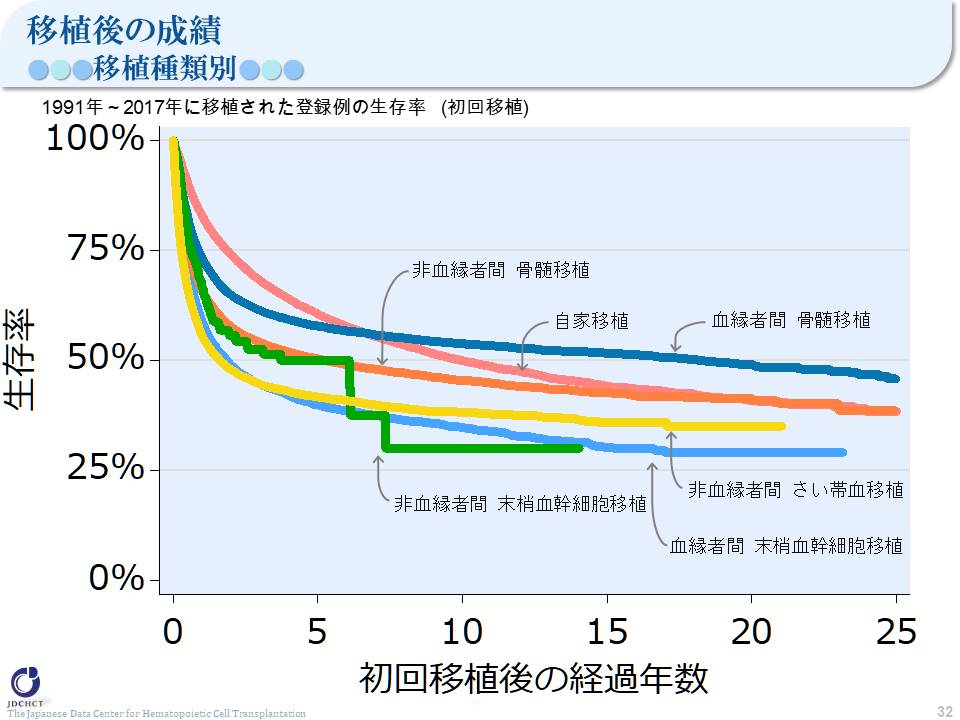 移植後の成績
●●●移植種類別●●●
1991年～2017年に移植された登録例の生存率 (初回移植)
100%
75%
50%
25%
0%
生存率
非血縁者間 骨髄移植
自家移植
血縁者間 骨髄移植
非血縁者間 さい帯血移植
非血縁者間 末梢血幹細胞移植
血縁者間 末梢血幹細胞移植
0 5 10 15 20 25
初回移植後の経過年数
JDCHCT
The Japanese Data Center for Hematopoietic Cell Transplantation
32